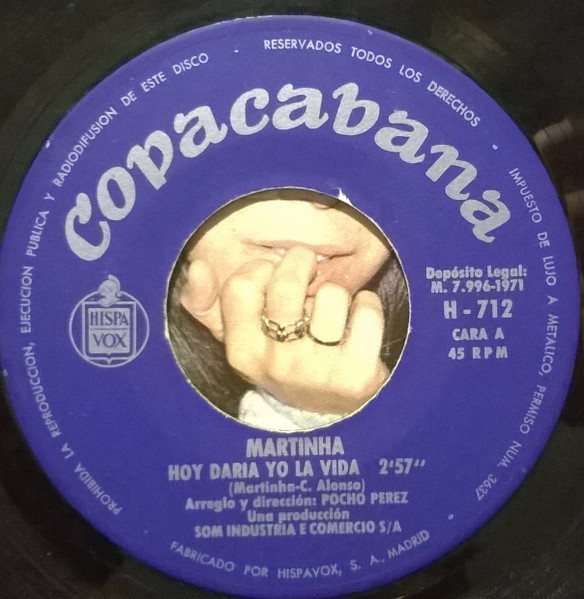 PROHIBIDA LA REPRODUCCION, EJECUCION PUBLICA Y RADIODIFUSION DE ESTE DISCO - RESERVADOS TODOS LOS DERECHOS - IMPUESTO DE LUJO A METALICO, PERMISO NUM. 3637 -
copacabana
HISPA
VOX
Depósito Legal:
M. 7.996-1971
H - 712
CARA A
45 RPM
MARTINHA
HOY DARIA YO LA VIDA 2'57''
(Martinha-C. Alonso)
Arreglo y dirección: POCHO PEREZ
Una producción
SOM INDUSTRIA E COMERCIO S/A
FABRICADO POR HISPAVOX, S. A., MADRID